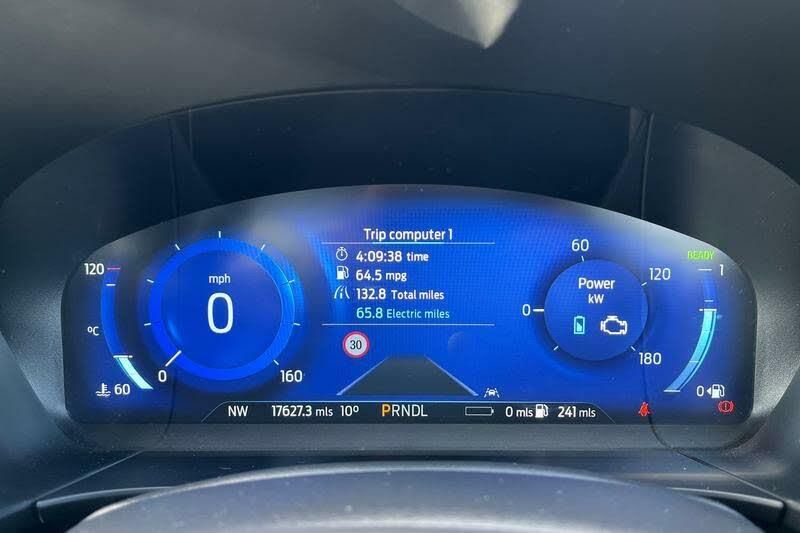 Trip computer 1
4:09:38 time
64.5 mpg
132.8 Total miles
65.8 Electric miles
30
120
°C
60
mph
0
0
160
60
0
120
180
Power
kW
READY
1
0
NW 17627.3 mls 10° PRNDL 0 mls 241 mls